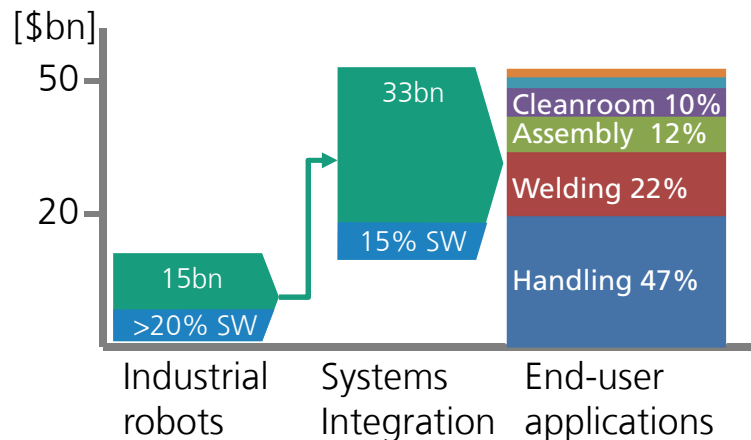 [$bn]
50
20
15bn
>20% SW
33bn
15% SW
Cleanroom 10%
Assembly 12%
Welding 22%
Handling 47%
Industrial
robots
Systems
Integration
End-user
applications